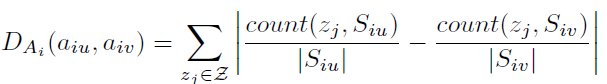 D_{A_i}(a_{iu}, a_{iv}) = \sum_{z_j \in \mathcal{Z}} \left| \frac{count(z_j, S_{iu})}{|S_{iu}|} - \frac{count(z_j, S_{iv})}{|S_{iv}|} \right|